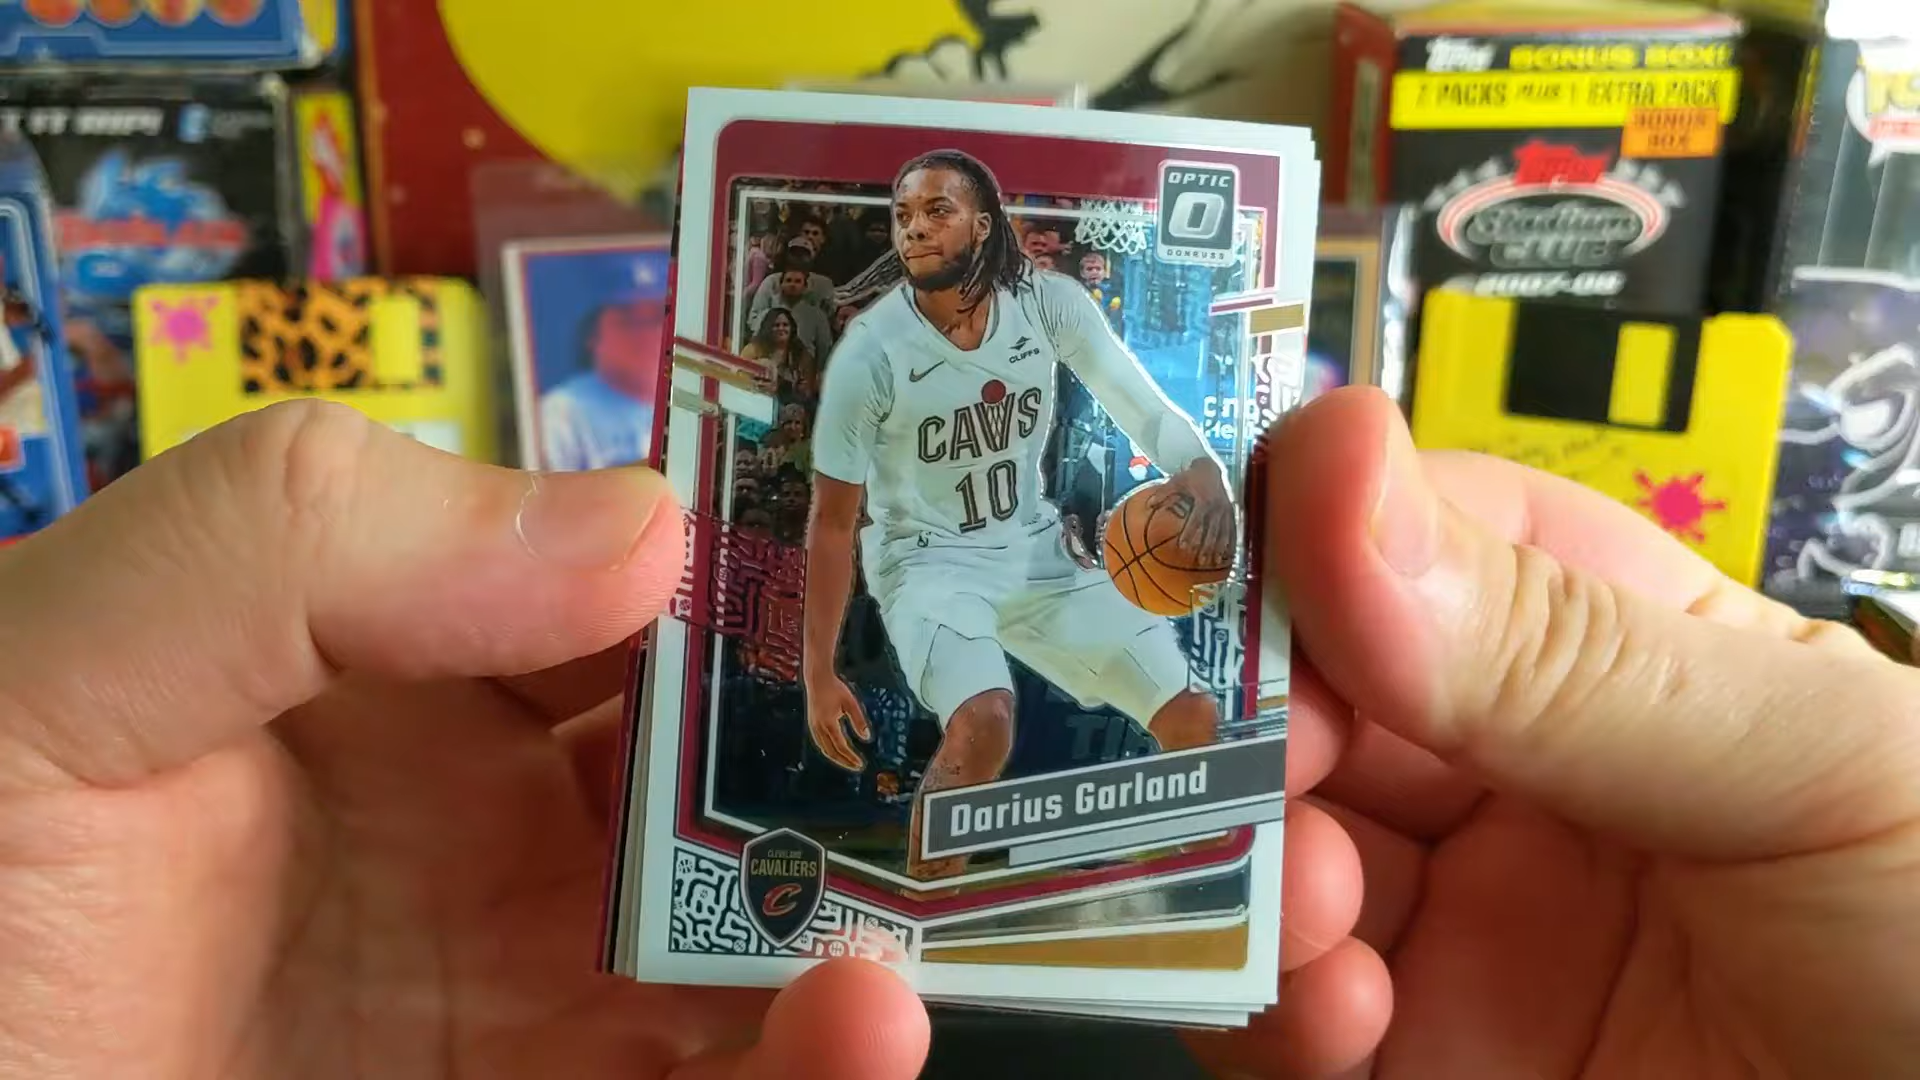 Topps BONUS BOX!
7 PACKS PLUS 1 EXTRA PACK
BONUS
BOX
Topps
Stadium
CLUB
2007-08
OPTIC
DONRUSS
CLIFFS
CAVS
10
Darius Garland
CLEVELAND
CAVALIERS
C